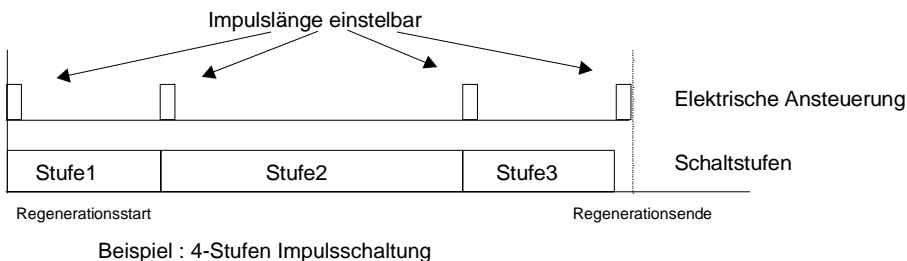 Impulslänge einstelbar
Elektrische Ansteuerung
Stufe1 Stufe2 Stufe3 Schaltstufen
Regenerationsstart Regenerationsende
Beispiel : 4-Stufen Impulsschaltung